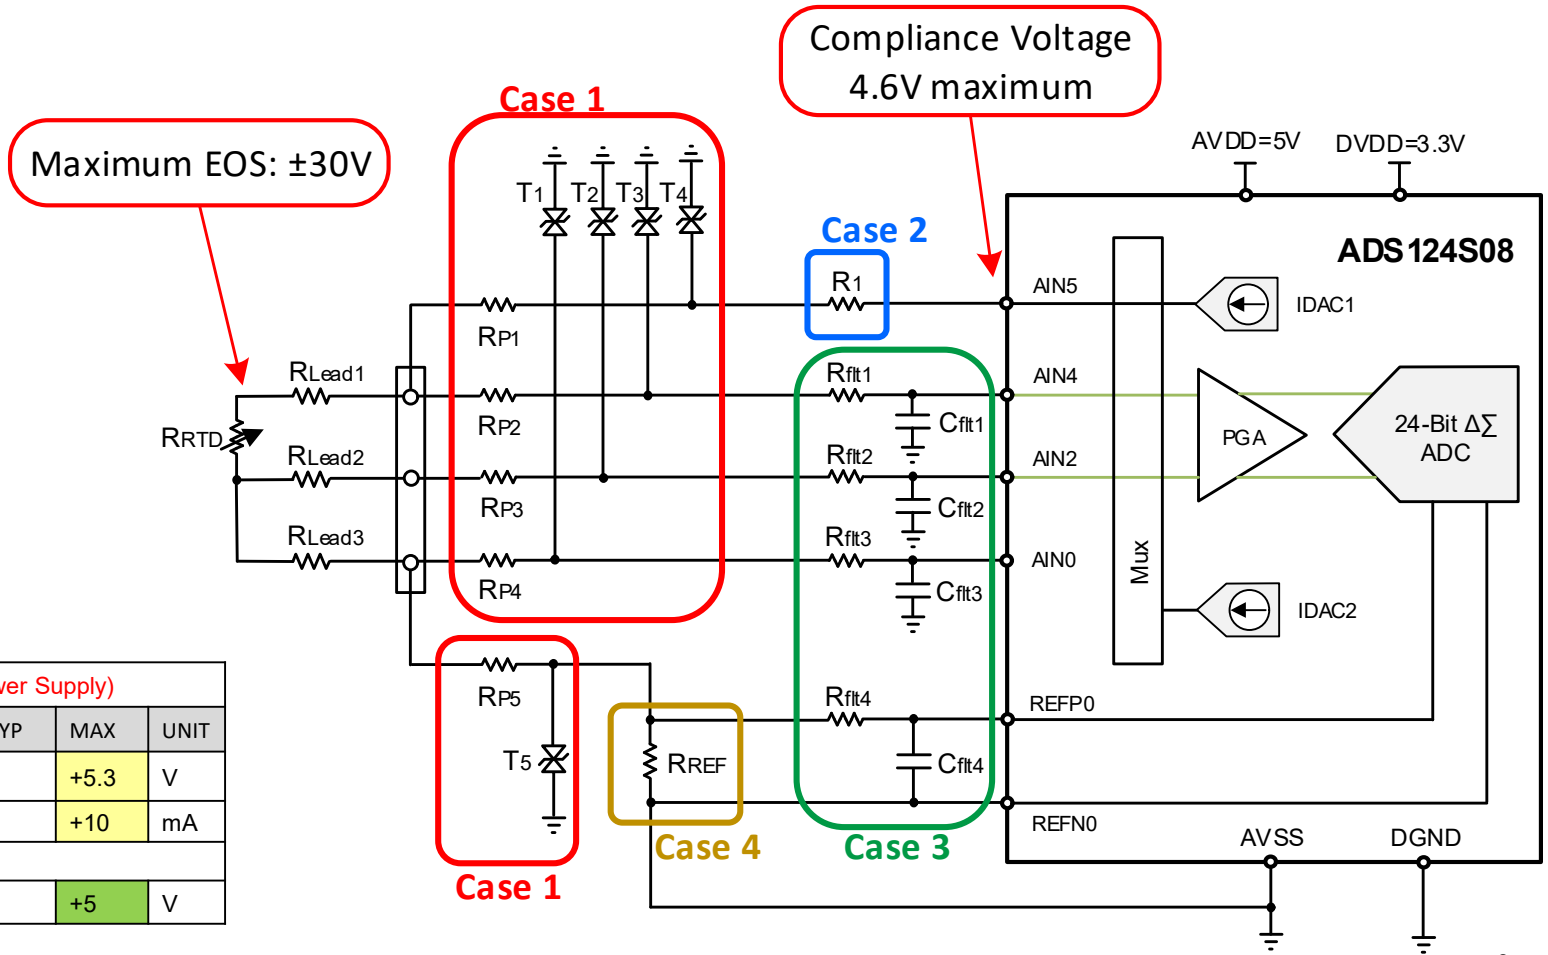 Compliance Voltage
4.6V maximum
Case 1
Maximum EOS: ±30V
AVDD=5V
DVDD=3.3V
T1
T2
T3
T4
Case 2
ADS124S08
R1
AIN5
IDAC1
RP1
RLead1
Rflt1
AIN4
RP2
Cflt1
RRTD
PGA
24-Bit ΔΣ
ADC
RLead2
Rflt2
AIN2
RP3
Cflt2
RLead3
Rflt3
AIN0
Mux
RP4
Cflt3
IDAC2
wer Supply)
YP
MAX
UNIT
+5.3
V
+10
mA
+5
V
RP5
Rflt4
REFP0
T5
RREF
Cflt4
REFN0
Case 4
Case 3
AVSS
DGND
Case 1